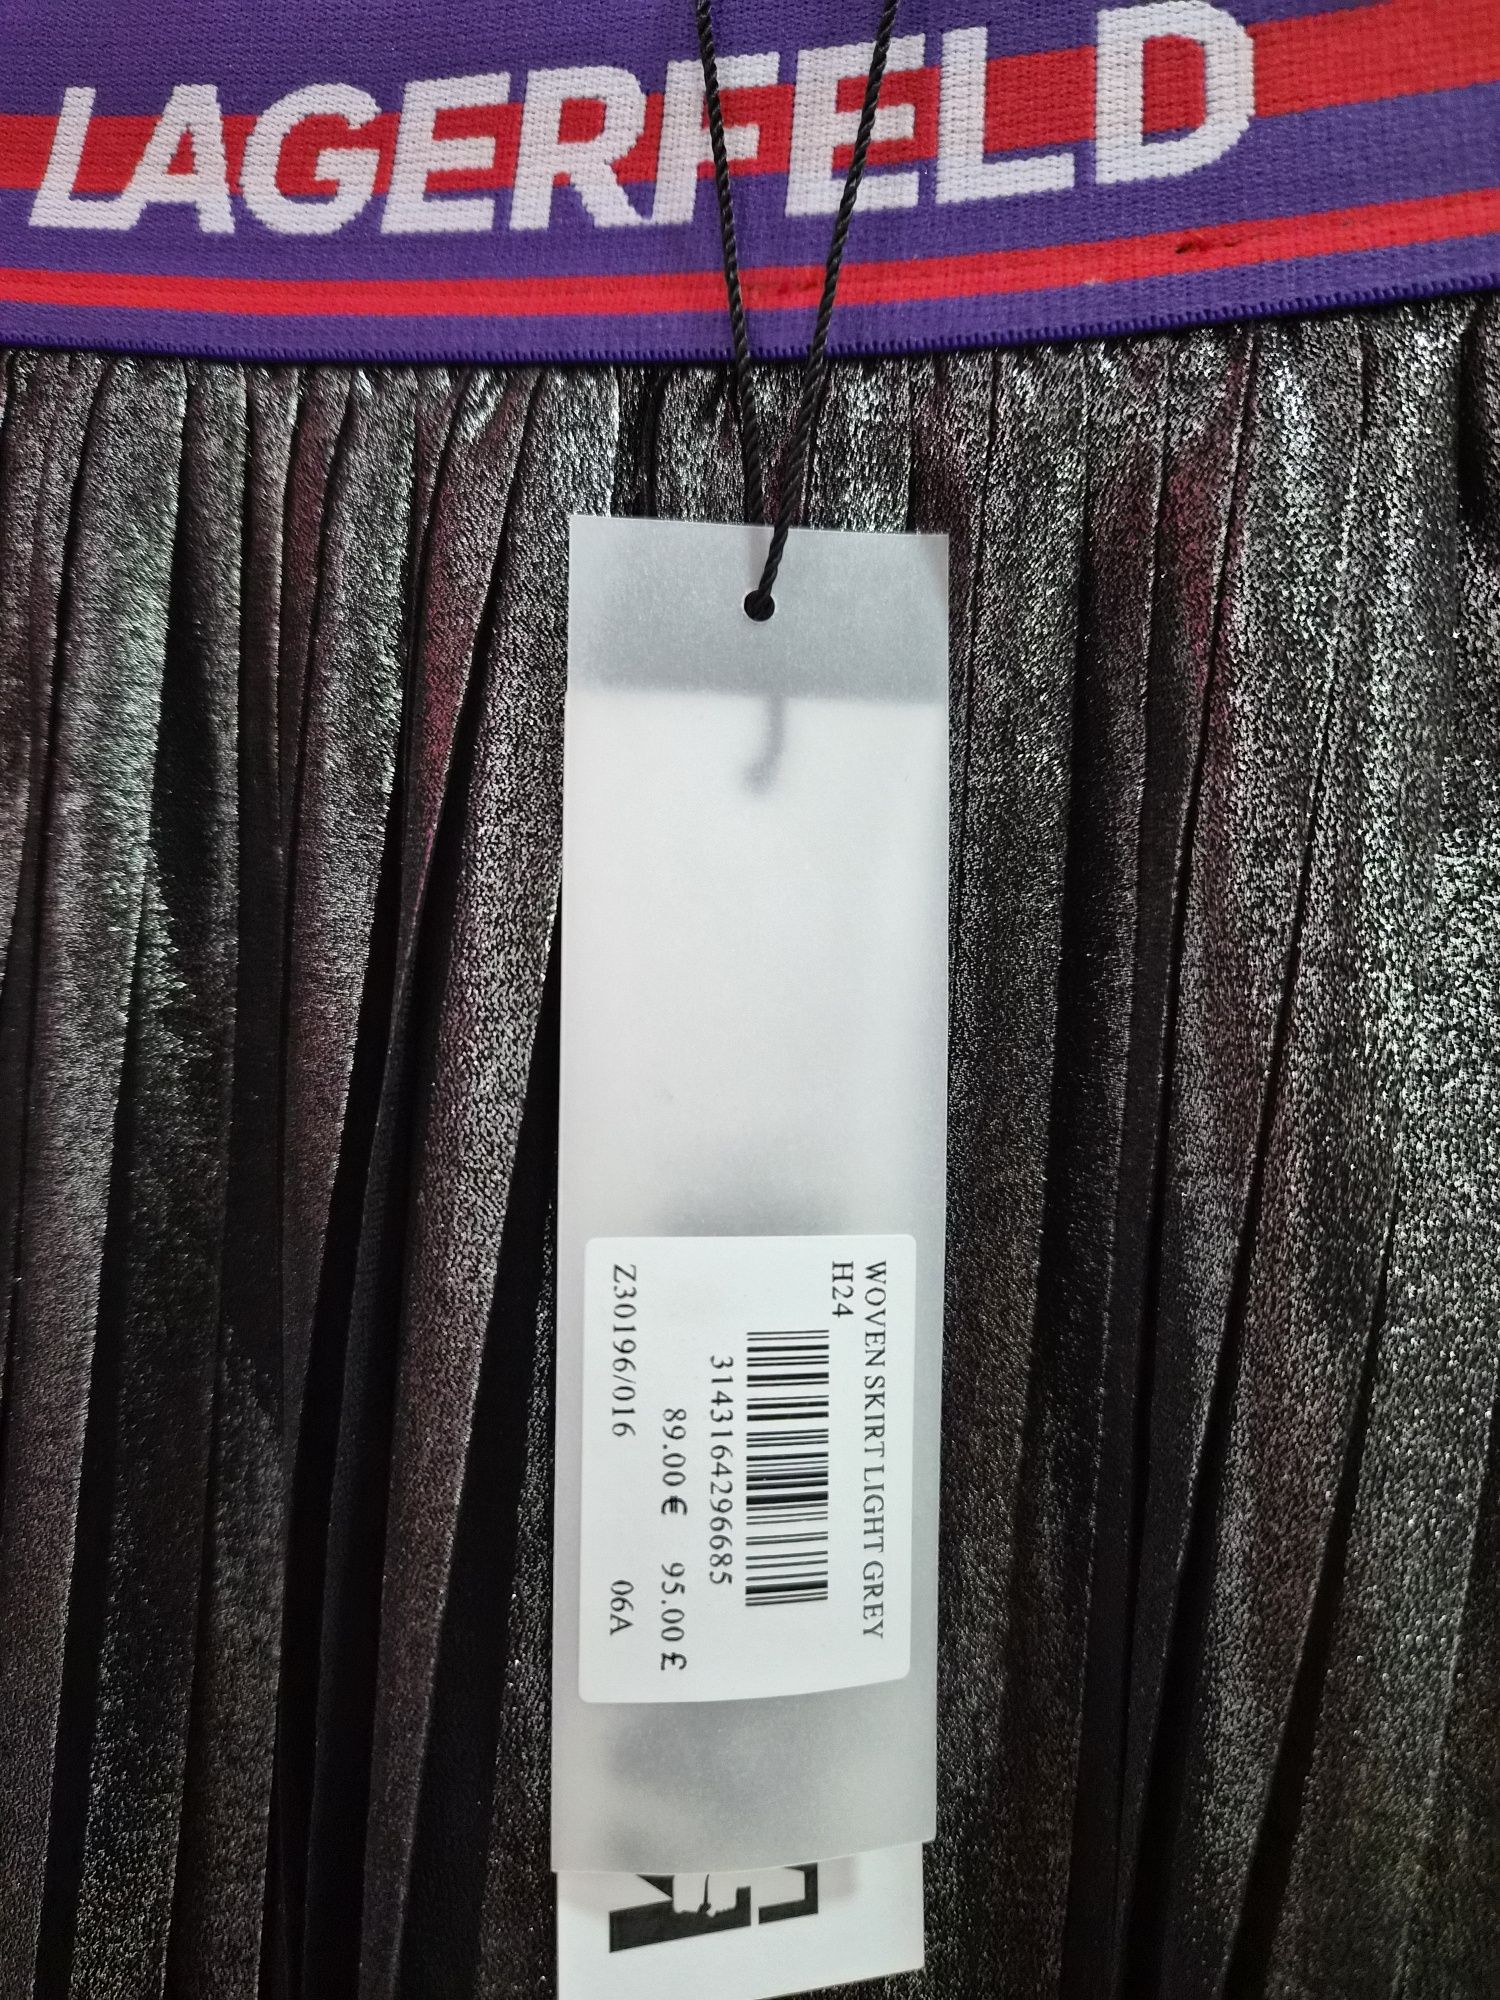 LAGERFELD
WOVEN SKIRT LIGHT GREY
H24
3143164296685
89.00 € 95.00 £
Z30196/016 06A